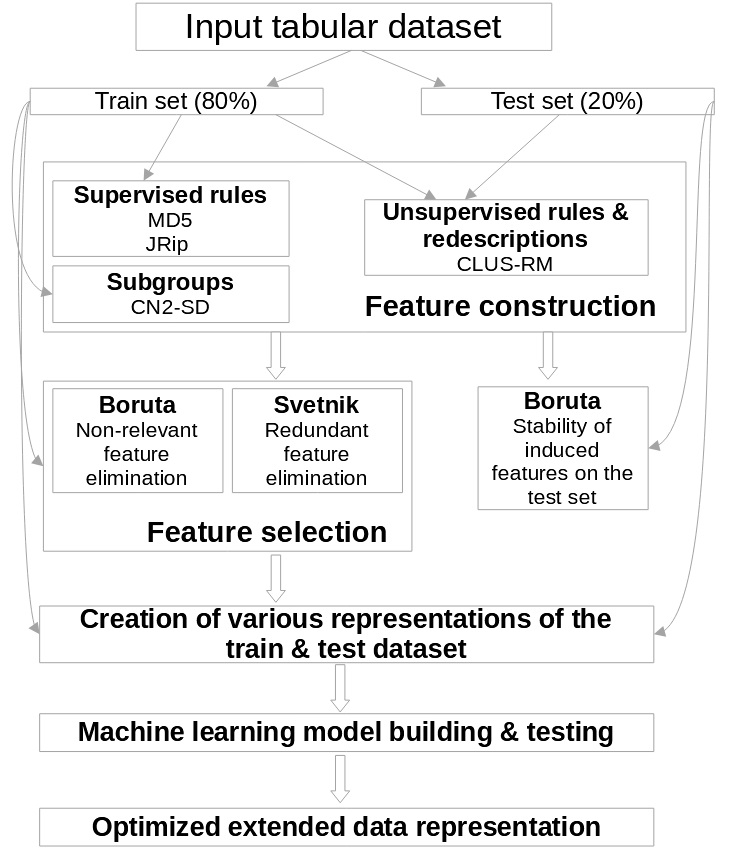 Input tabular dataset
Train set (80%)
Test set (20%)
Supervised rules
MD5
JRip
Subgroups
CN2-SD
Unsupervised rules &
redescriptions
CLUS-RM
Feature construction
Boruta
Non-relevant
feature
elimination
Svetnik
Redundant
feature
elimination
Feature selection
Boruta
Stability of
induced
features on the
test set
Creation of various representations of the
train & test dataset
Machine learning model building & testing
Optimized extended data representation